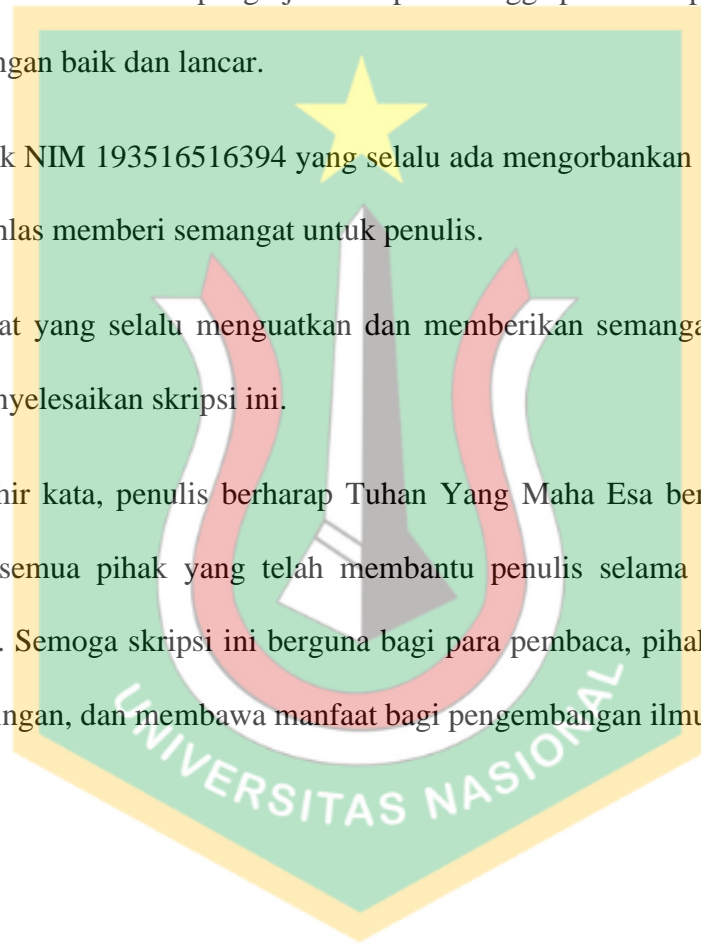 ngan baik dan lancar.
k NIM 193516516394 yang selalu ada mengorbankan
hlas memberi semangat untuk penulis.
at yang selalu menguatkan dan memberikan semanga
nyelesaikan skripsi ini.
hir kata, penulis berharap Tuhan Yang Maha Esa ber
semua pihak yang telah membantu penulis selama
. Semoga skripsi ini berguna bagi para pembaca, piha
ingan, dan membawa manfaat bagi pengembangan ilmu
UNIVERSITAS NASIONAL